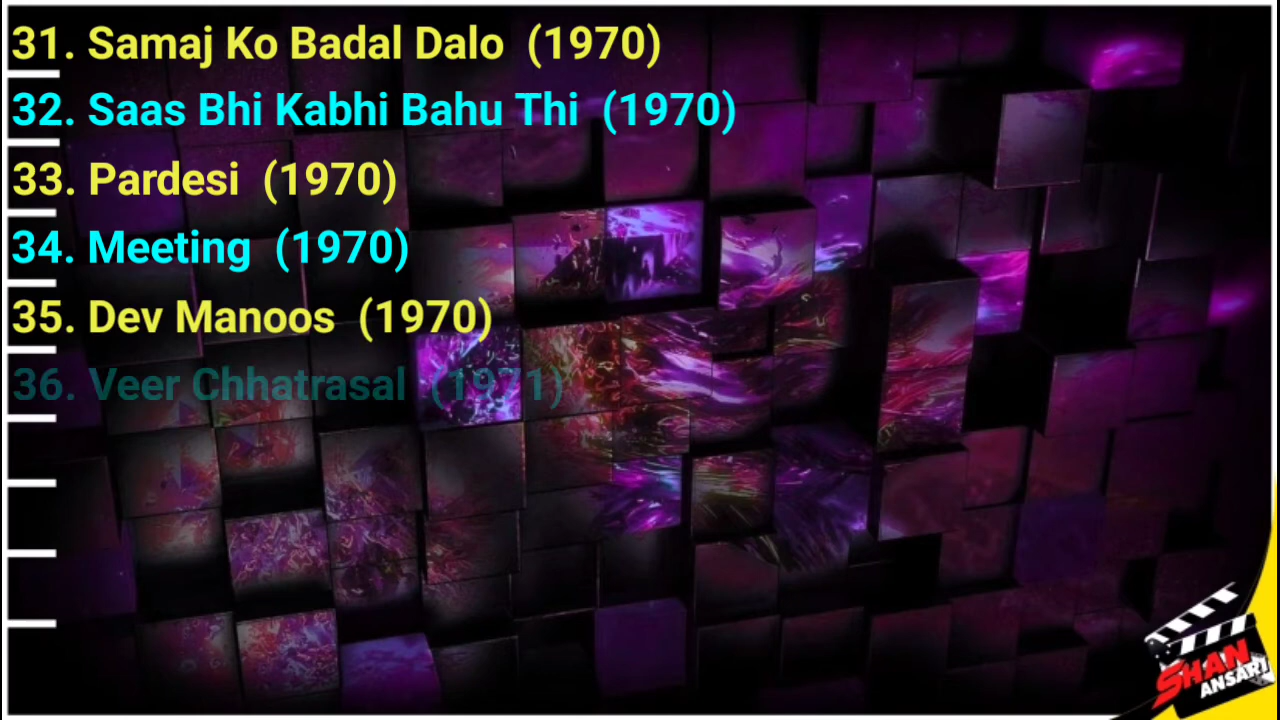 31. Samaj Ko Badal Dalo (1970)
32. Saas Bhi Kabhi Bahu Thi (1970)
33. Pardesi (1970)
34. Meeting (1970)
35. Dev Manoos (1970)
36. Veer Chhatrasal (1971)
SHAN
ANSARI